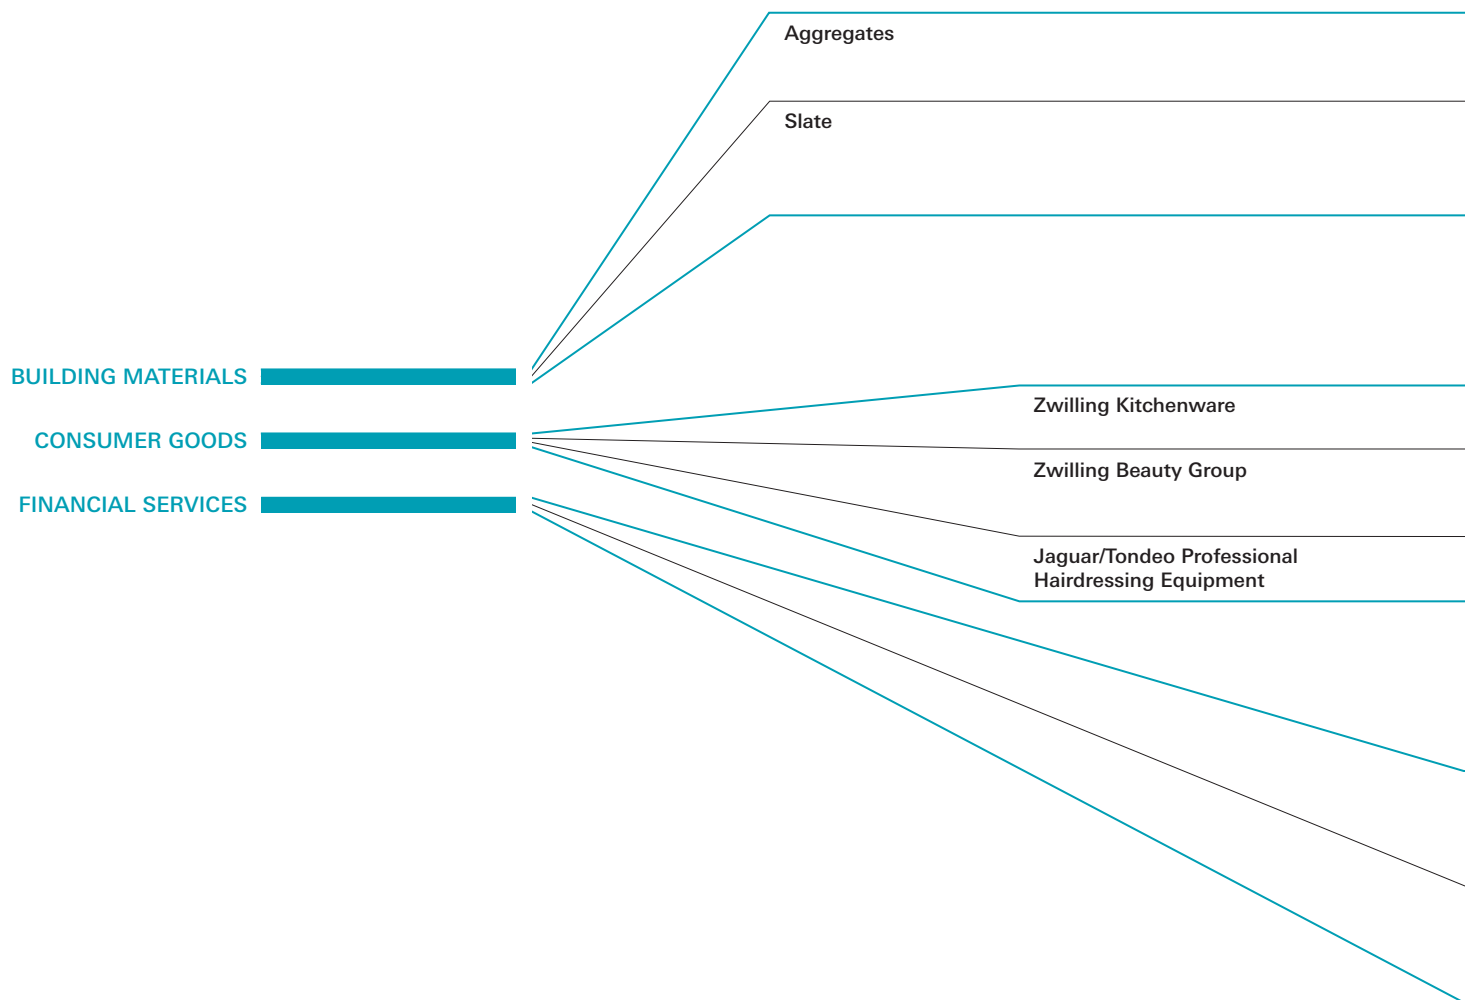 Aggregates
Slate
BUILDING MATERIALS
CONSUMER GOODS
FINANCIAL SERVICES
Zwilling Kitchenware
Zwilling Beauty Group
Jaguar/Tondeo Professional
Hairdressing Equipment